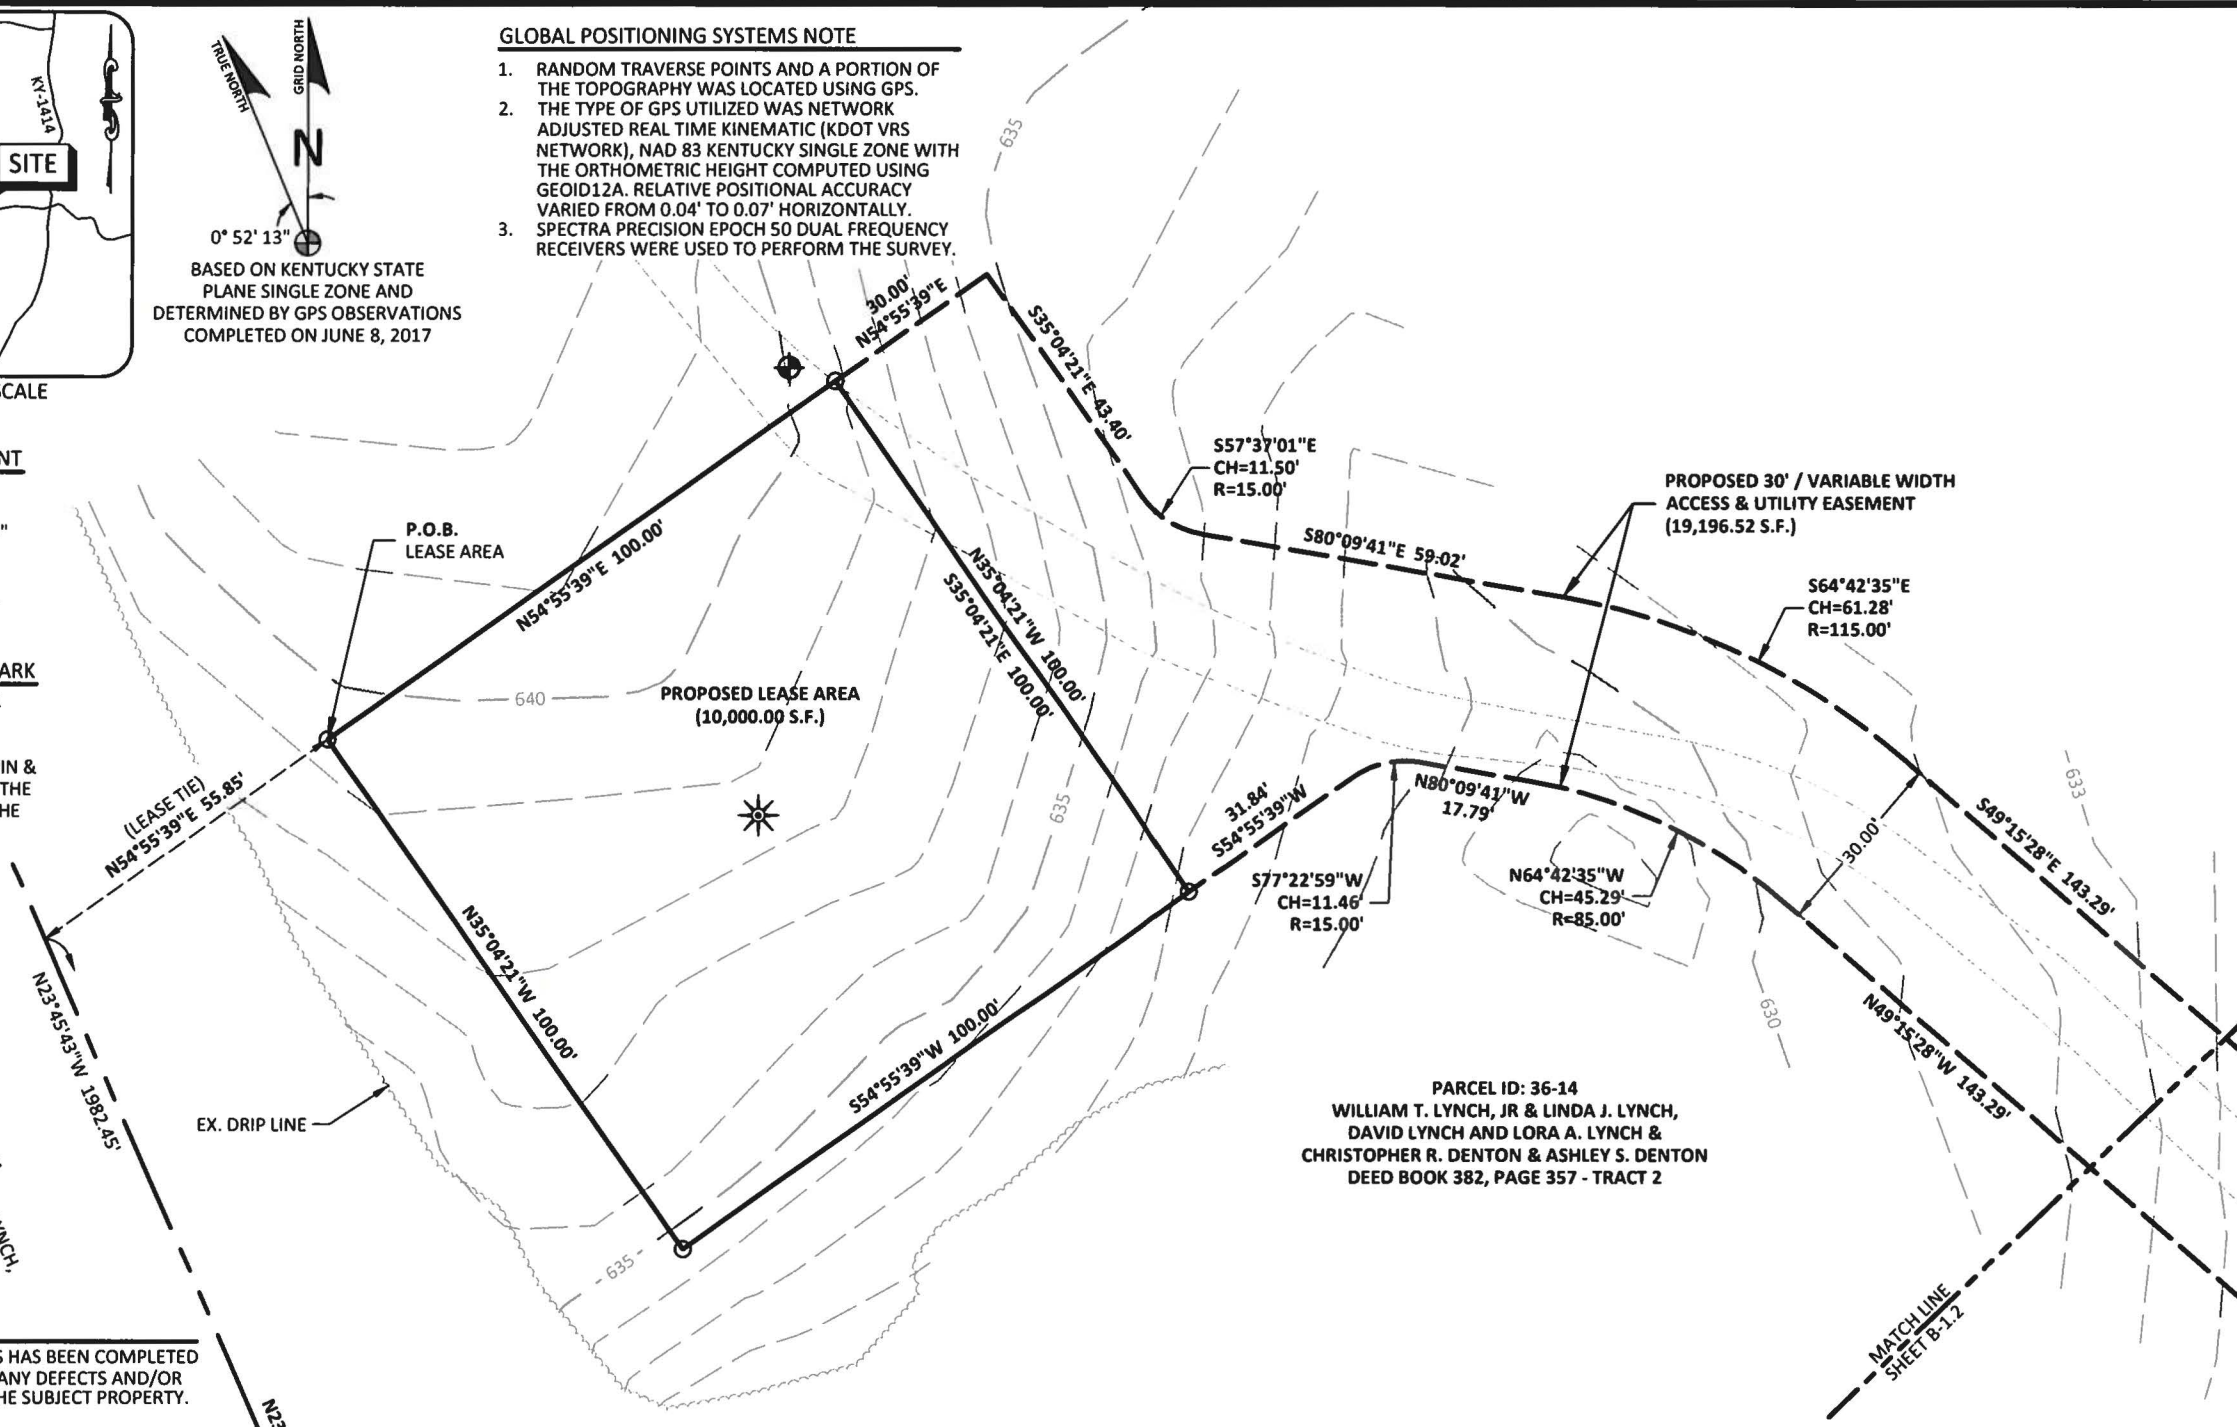 KY-1414
SITE
SCALE
TRUE NORTH
GRID NORTH
N
0° 52' 13"
BASED ON KENTUCKY STATE
PLANE SINGLE ZONE AND
DETERMINED BY GPS OBSERVATIONS
COMPLETED ON JUNE 8, 2017
GLOBAL POSITIONING SYSTEMS NOTE
1. RANDOM TRAVERSE POINTS AND A PORTION OF
THE TOPOGRAPHY WAS LOCATED USING GPS.
2. THE TYPE OF GPS UTILIZED WAS NETWORK
ADJUSTED REAL TIME KINEMATIC (KDOT VRS
NETWORK), NAD 83 KENTUCKY SINGLE ZONE WITH
THE ORTHOMETRIC HEIGHT COMPUTED USING
GEOID12A. RELATIVE POSITIONAL ACCURACY
VARIED FROM 0.04' TO 0.07' HORIZONTALLY.
3. SPECTRA PRECISION EPOCH 50 DUAL FREQUENCY
RECEIVERS WERE USED TO PERFORM THE SURVEY.
635
30.00'
N54°55'39"E
S35°04'21"E 43.40'
S57°37'01"E
CH=11.50'
R=15.00'
S80°09'41"E 59.02'
PROPOSED 30' / VARIABLE WIDTH
ACCESS & UTILITY EASEMENT
(19,196.52 S.F.)
S64°42'35"E
CH=61.28'
R=115.00'
NT
"
ARK
IN &
THE
HE
P.O.B.
LEASE AREA
N54°55'39"E 100.00'
N35°04'21"W 100.00'
S35°04'21"E 100.00'
640
PROPOSED LEASE AREA
(10,000.00 S.F.)
635
(LEASE TIE)
N54°55'39"E 55.85'
31.84'
S54°55'39"W
N80°09'41"W
17.79'
S77°22'59"W
CH=11.46'
R=15.00'
N64°42'35"W
CH=45.29'
R=85.00'
30.00'
S49°15'28"E 143.29'
633
630
N49°15'28"W 143.29'
N35°04'21"W 100.00'
S54°55'39"W 100.00'
N23°45'43"W 1982.45'
EX. DRIP LINE
635
PARCEL ID: 36-14
WILLIAM T. LYNCH, JR & LINDA J. LYNCH,
DAVID LYNCH AND LORA A. LYNCH &
CHRISTOPHER R. DENTON & ASHLEY S. DENTON
DEED BOOK 382, PAGE 357 - TRACT 2
MATCH LINE
SHEET B-1.2
YNCH,
S HAS BEEN COMPLETED
ANY DEFECTS AND/OR
HE SUBJECT PROPERTY.
N23